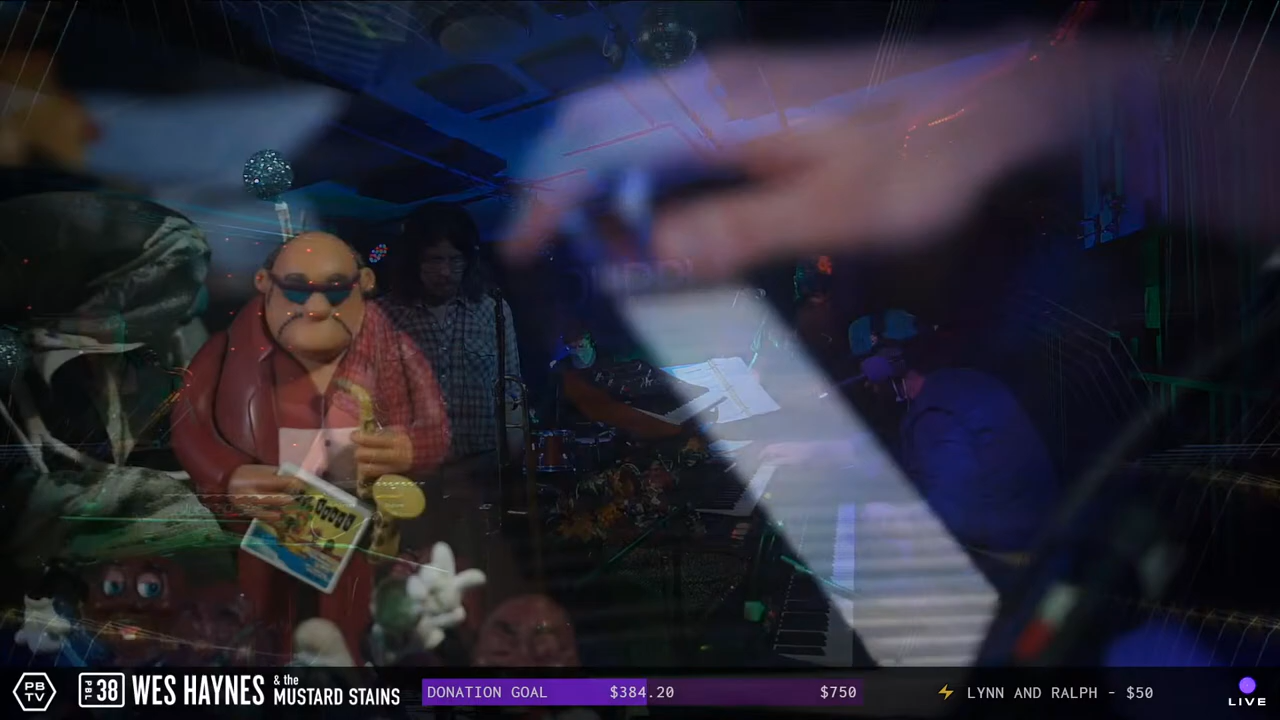 PB
TV
PBL 38
WES HAYNES & the MUSTARD STAINS
DONATION GOAL $384.20 $750
LYNN AND RALPH - $50
LIVE